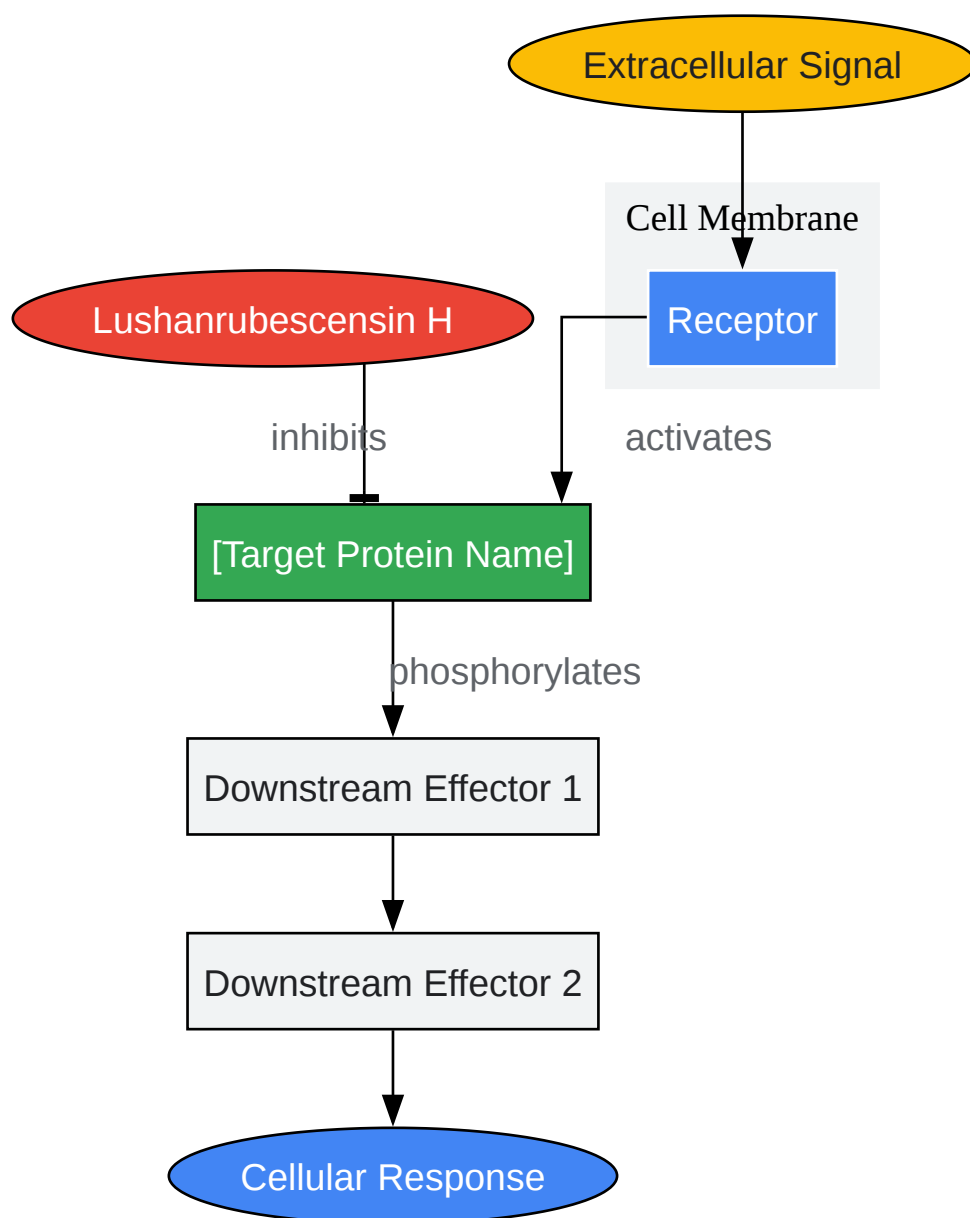 Extracellular Signal
Cell Membrane
Lushanrubescensin H
Receptor
inhibits
activates
[Target Protein Name]
phosphorylates
Downstream Effector 1
Downstream Effector 2
Cellular Response